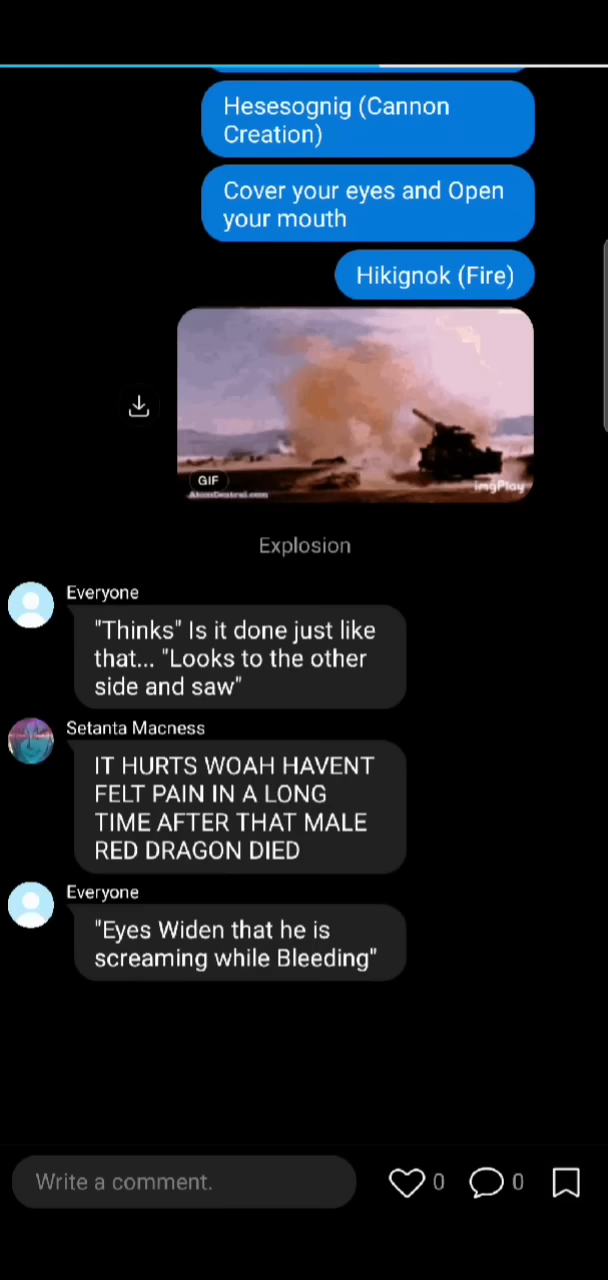 Hesesognig (Cannon
Creation)
Cover your eyes and Open
your mouth
Hikignok (Fire)
GIF
AtomCentral.com
imgPlay
Explosion
Everyone
"Thinks" Is it done just like
that... "Looks to the other
side and saw"
Setanta Macness
IT HURTS WOAH HAVENT
FELT PAIN IN A LONG
TIME AFTER THAT MALE
RED DRAGON DIED
Everyone
"Eyes Widen that he is
screaming while Bleeding"
Write a comment.
0
0